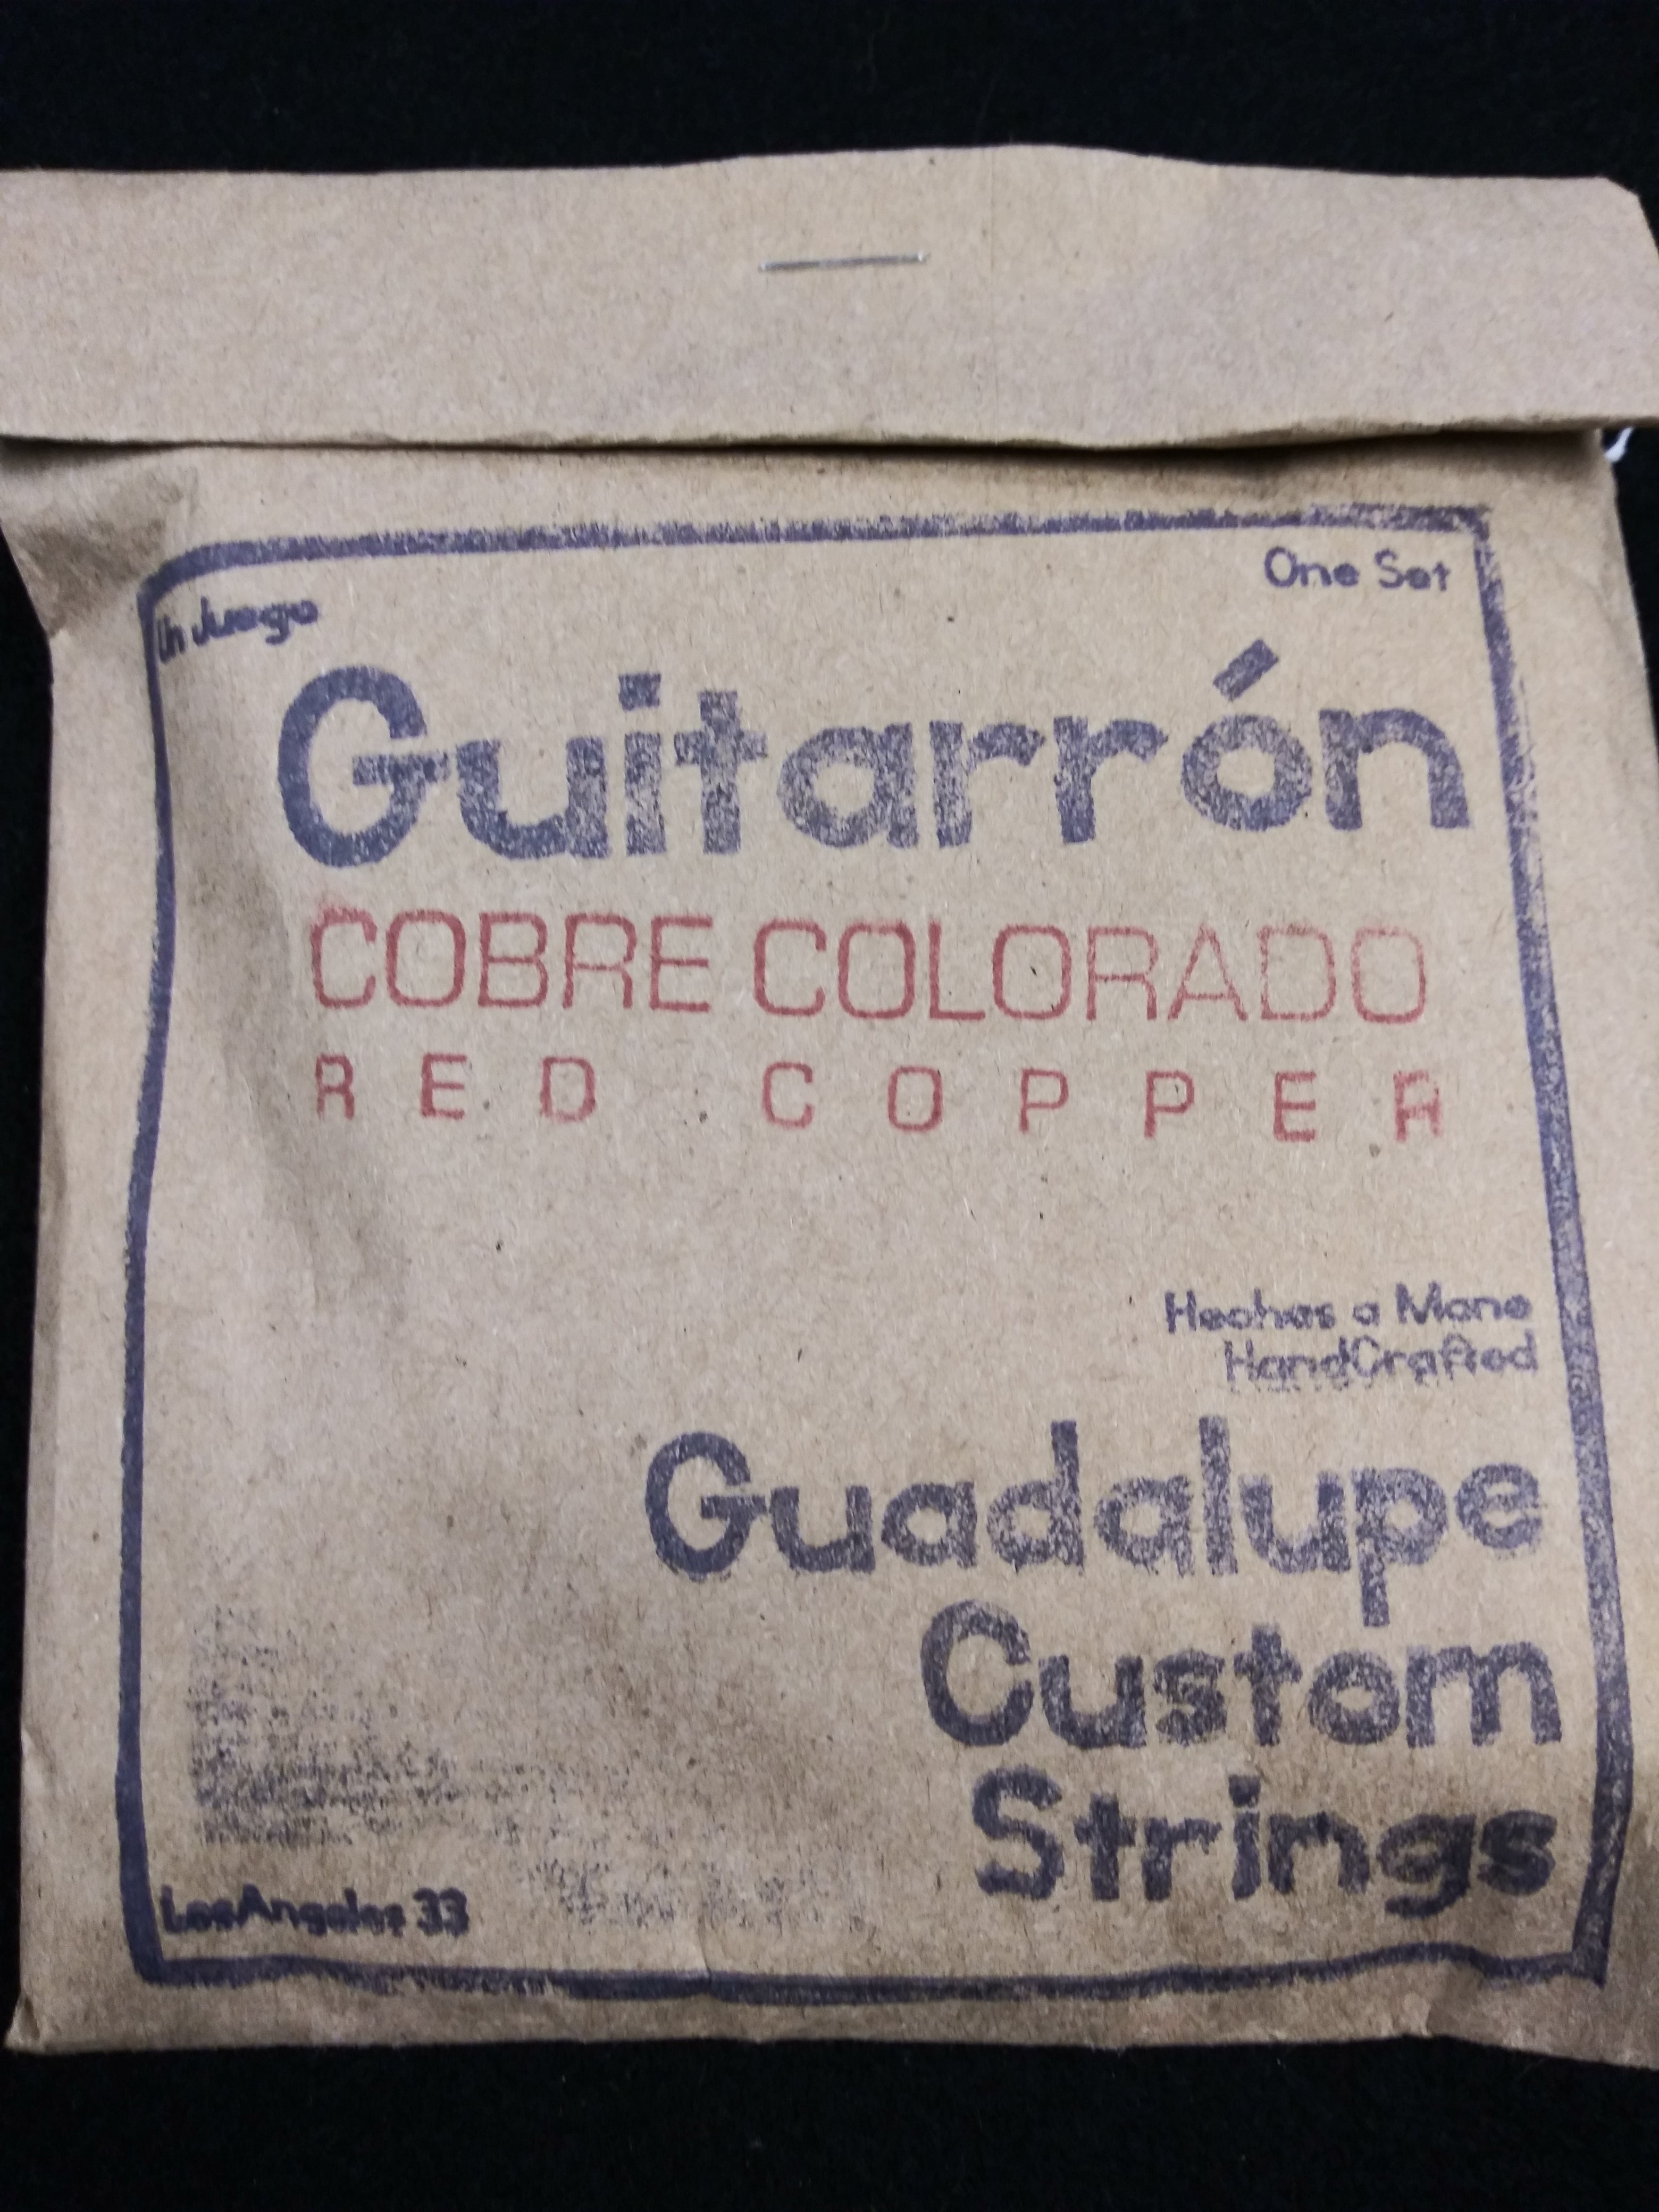 One Set
Un Juego
Guitarrón
COBRE COLORADO
RED COPPER
Hechas a Mano
HandCrafted
Guadalupe
Custom
Strings
Los Angeles 33